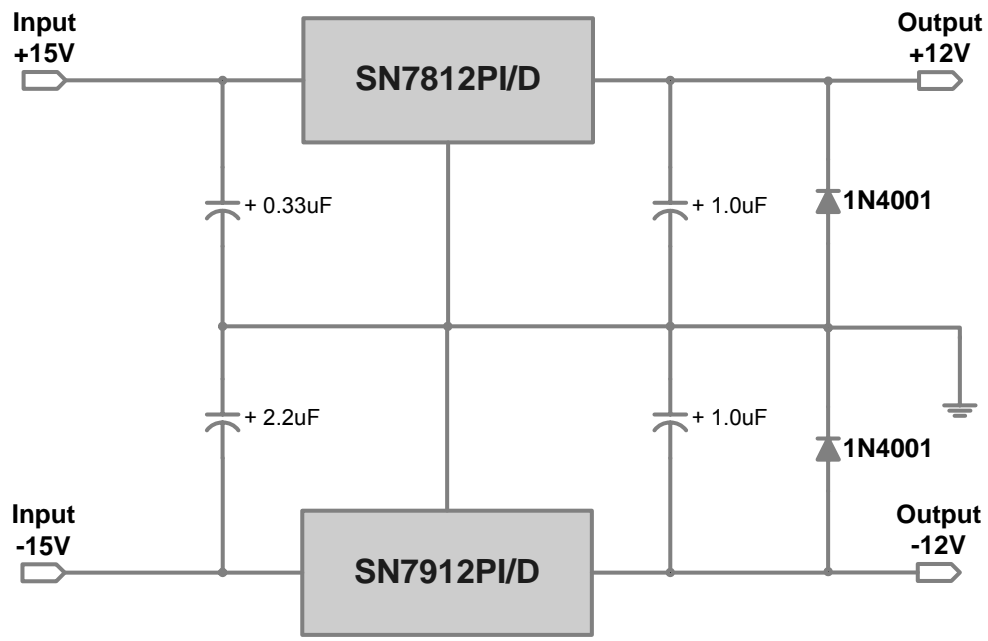 Input
+15V
SN7812PI/D
Output
+12V
+ 0.33uF
+ 1.0uF
1N4001
+ 2.2uF
+ 1.0uF
1N4001
Input
-15V
SN7912PI/D
Output
-12V